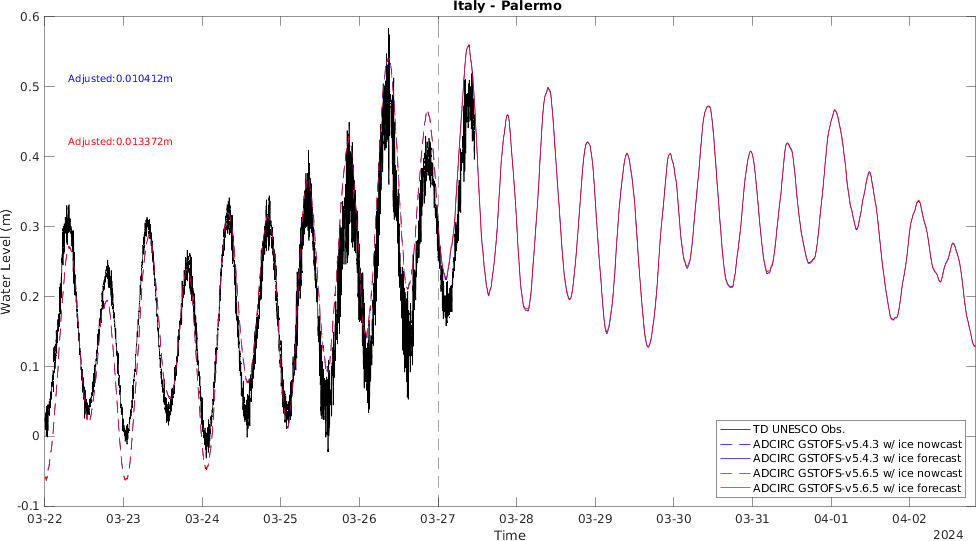 Italy - Palermo
0.6
0.5
0.4
0.3
0.2
0.1
0
-0.1
Water Level (m)
Adjusted:0.010412m
Adjusted:0.013372m
TD UNESCO Obs.
ADCIRC GSTOFS-v5.4.3 w/ ice nowcast
ADCIRC GSTOFS-v5.4.3 w/ ice forecast
ADCIRC GSTOFS-v5.6.5 w/ ice nowcast
ADCIRC GSTOFS-v5.6.5 w/ ice forecast
03-22 03-23 03-24 03-25 03-26 03-27 03-28 03-29 03-30 03-31 04-01 04-02
Time
2024